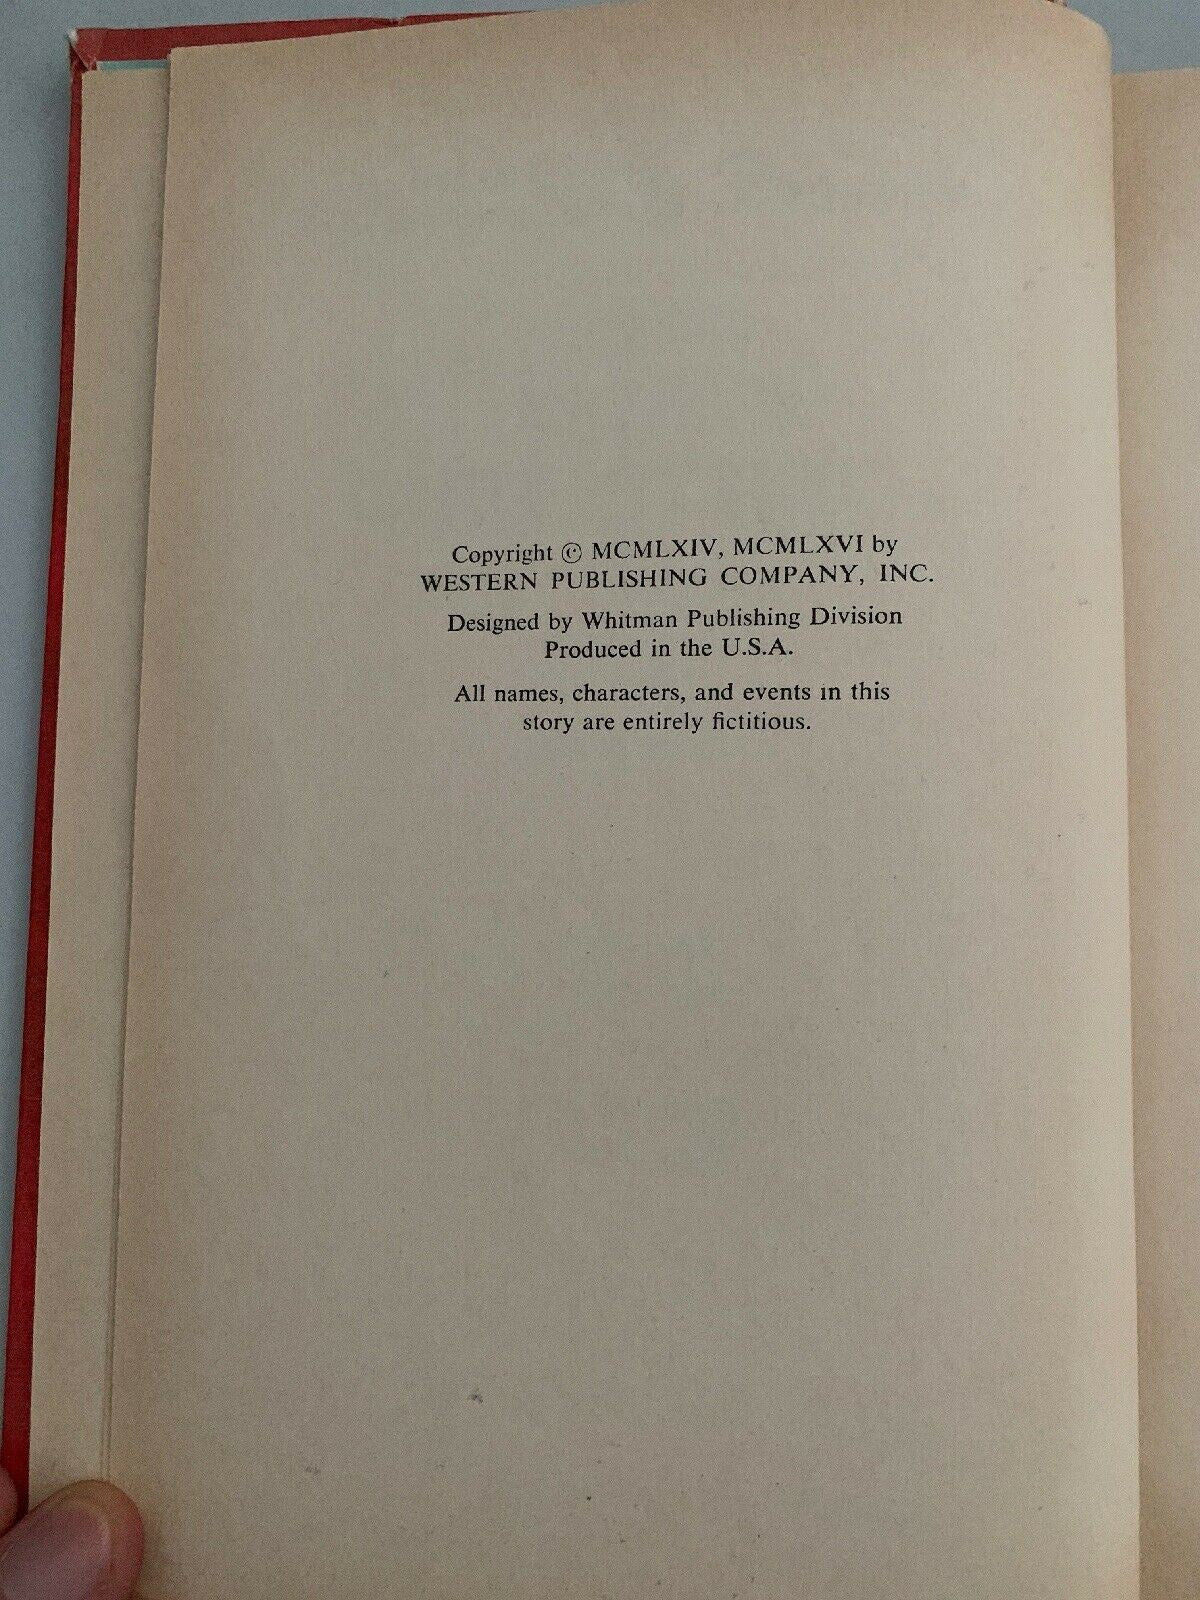 Copyright © MCMLXIV, MCMLXVI by
WESTERN PUBLISHING COMPANY, INC.
Designed by Whitman Publishing Division
Produced in the U.S.A.
All names, characters, and events in this
story are entirely fictitious.